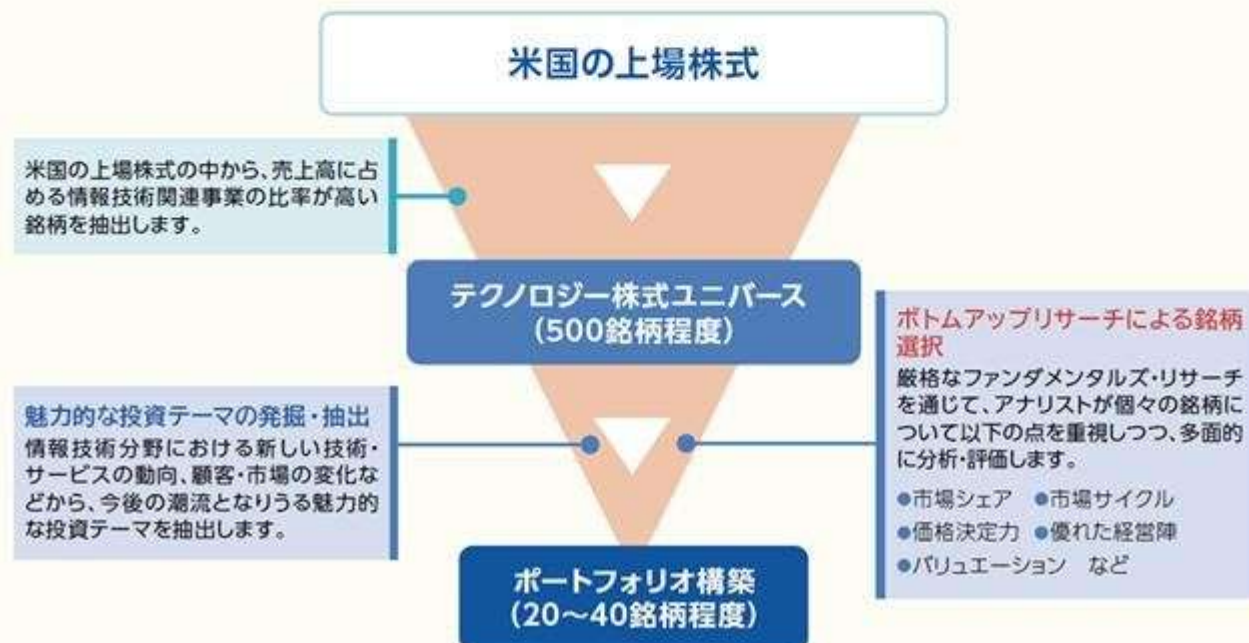 米国の上場株式
米国の上場株式の中から、売上高に占
める情報技術関連事業の比率が高い
銘柄を抽出します。
テクノロジー株式ユニバース
(500銘柄程度)
魅力的な投資テーマの発掘・抽出
情報技術分野における新しい技術・
サービスの動向、顧客・市場の変化な
どから、今後の潮流となりうる魅力的
な投資テーマを抽出します。
ボトムアップリサーチによる銘柄
選択
厳格なファンダメンタルズ・リサーチ
を通じて、アナリストが個々の銘柄に
ついて以下の点を重視しつつ、多面的
に分析・評価します。
●市場シェア ●市場サイクル
●価格決定力 ●優れた経営陣
●バリュエーション など
ポートフォリオ構築
(20～40銘柄程度)